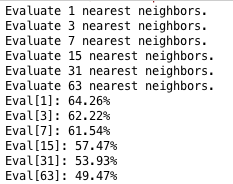 Evaluate 1 nearest neighbors.
Evaluate 3 nearest neighbors.
Evaluate 7 nearest neighbors.
Evaluate 15 nearest neighbors.
Evaluate 31 nearest neighbors.
Evaluate 63 nearest neighbors.
Eval[1]: 64.26%
Eval[3]: 62.22%
Eval[7]: 61.54%
Eval[15]: 57.47%
Eval[31]: 53.93%
Eval[63]: 49.47%